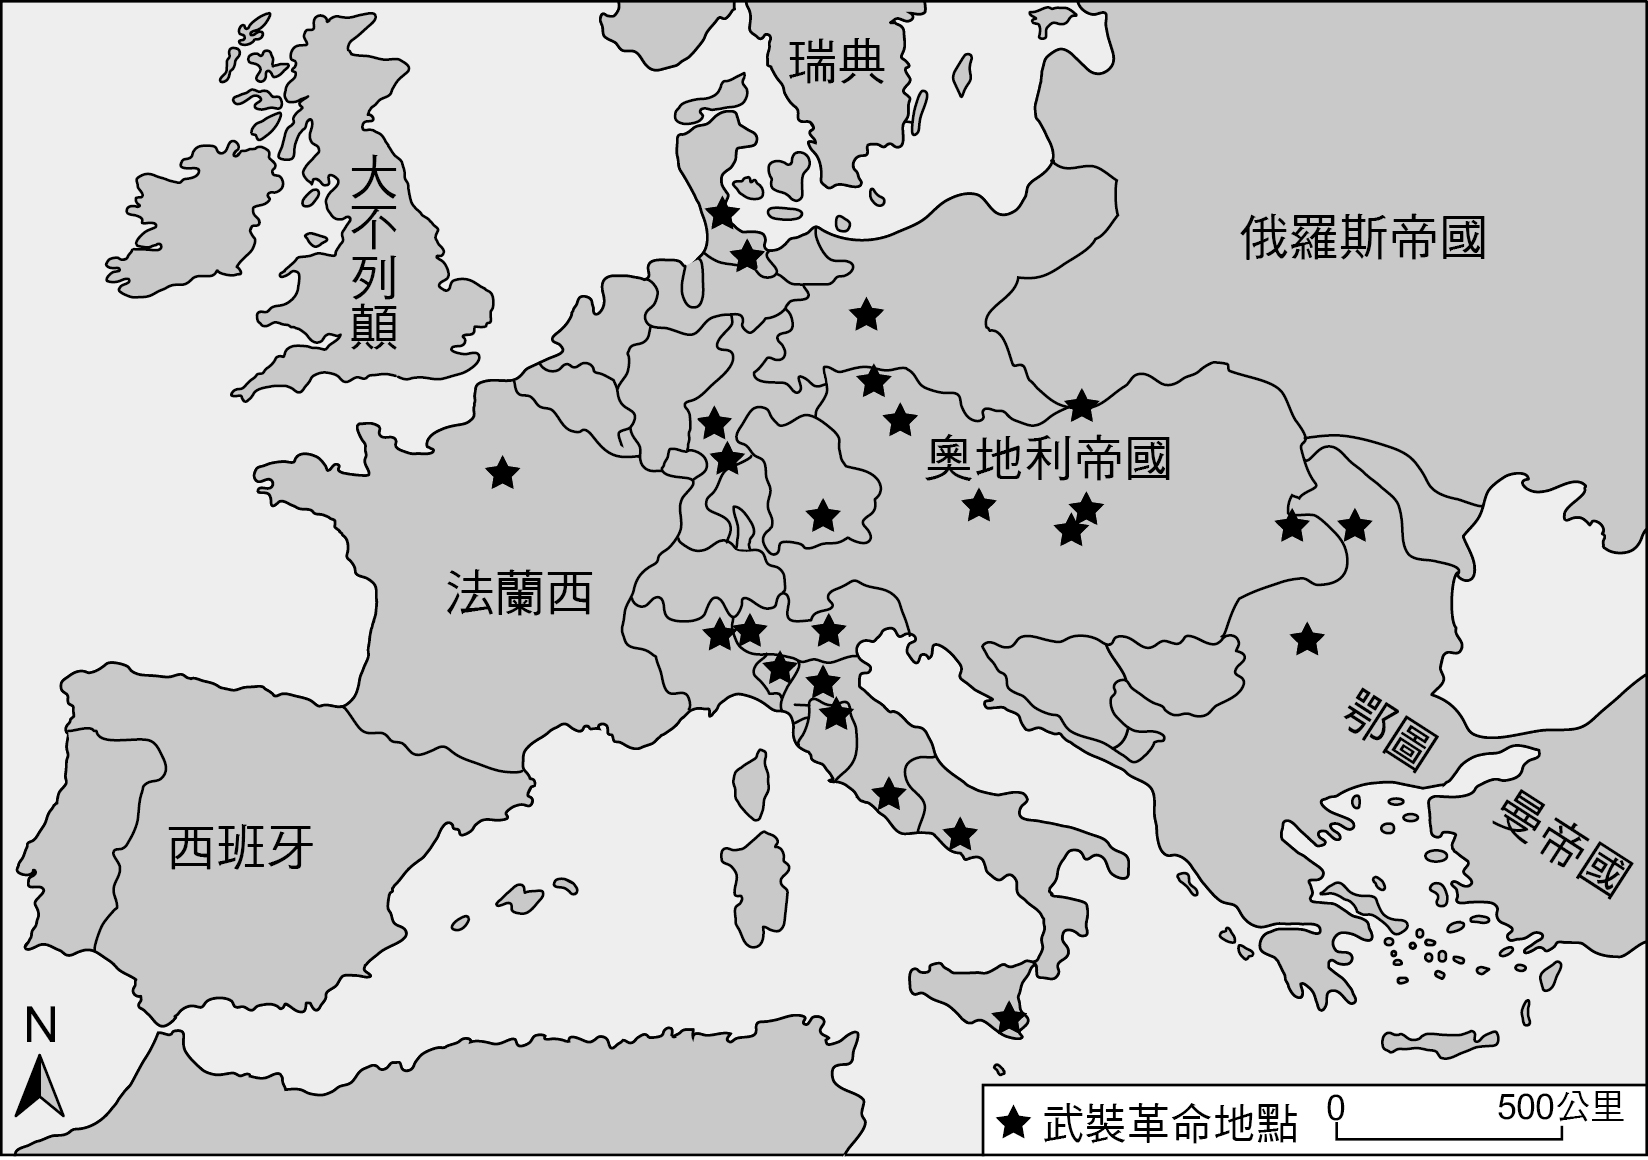 瑞典
大不列顛
俄羅斯帝國
奧地利帝國
法蘭西
鄂圖
曼帝國
西班牙
N
★ 武裝革命地點
0 500公里